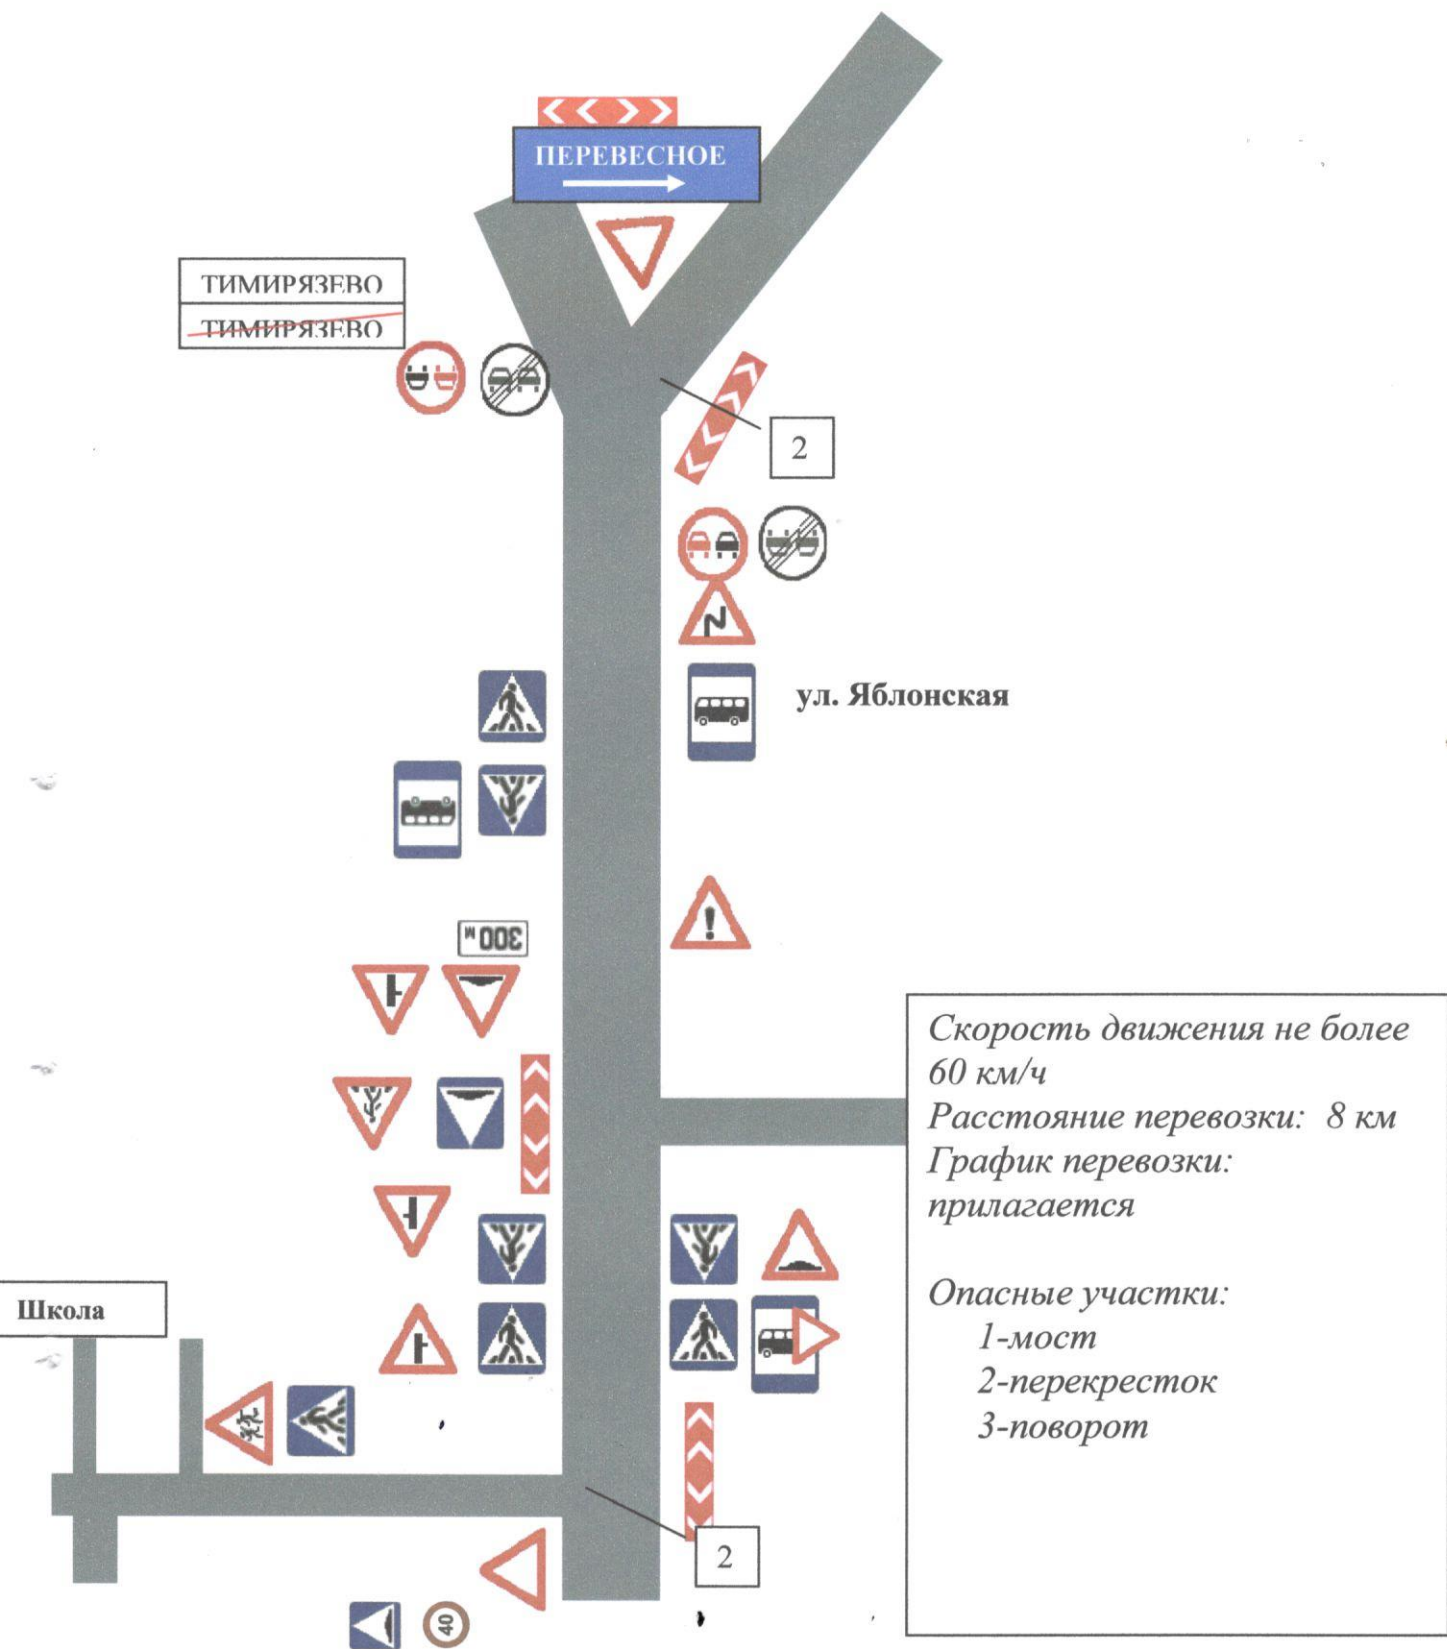 ПЕРЕВЕСНОЕ
ТИМИРЯЗЕВО
ТИМИРЯЗЕВО
2
ул. Яблонская
300 м
Скорость движения не более
60 км/ч
Расстояние перевозки: 8 км
График перевозки:
прилагается
Опасные участки:
1-мост
2-перекресток
3-поворот
Школа
2
40